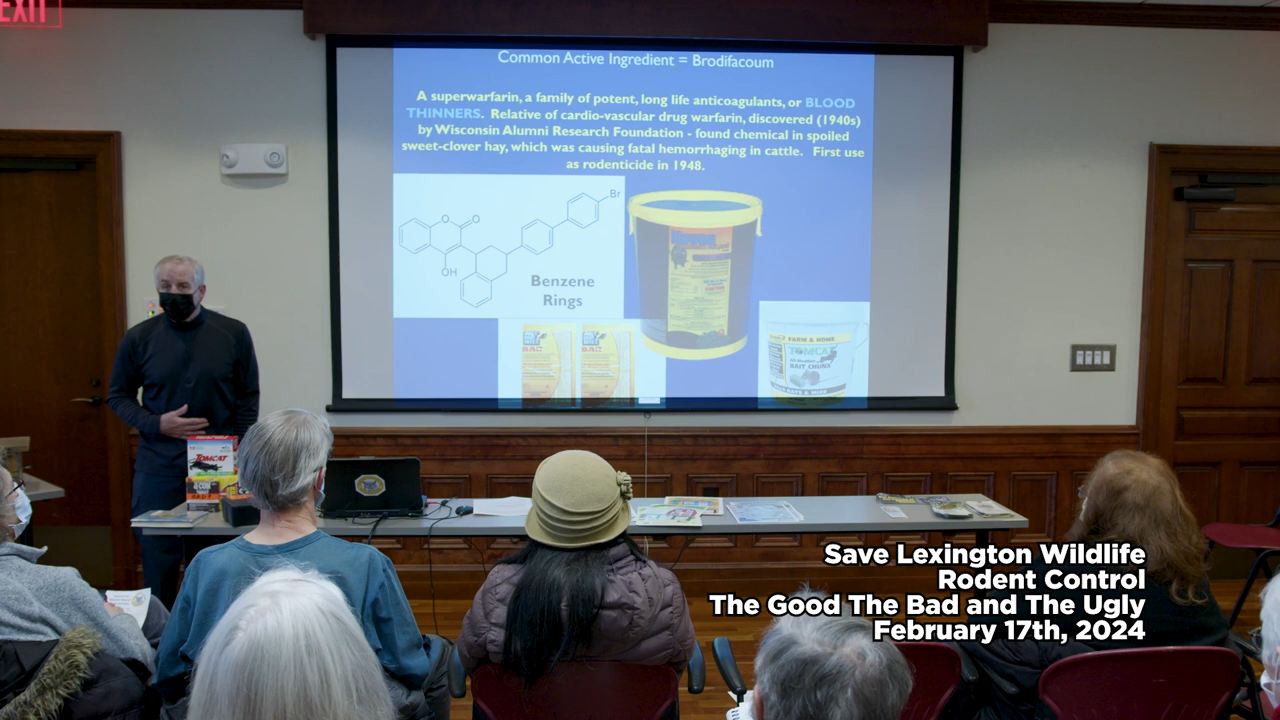 EXIT
Common Active Ingredient = Brodifacoum
A superwarfarin, a family of potent, long life anticoagulants, or BLOOD
THINNERS. Relative of cardio-vascular drug warfarin, discovered (1940s)
by Wisconsin Alumni Research Foundation - found chemical in spoiled
sweet-clover hay, which was causing fatal hemorrhaging in cattle. First use
as rodenticide in 1948.
Br
O
O
OH
Benzene
Rings
FARM & HOME
TOMCAT
BAIT CHUNX
TOMCAT
Save Lexington Wildlife
Rodent Control
The Good The Bad and The Ugly
February 17th, 2024